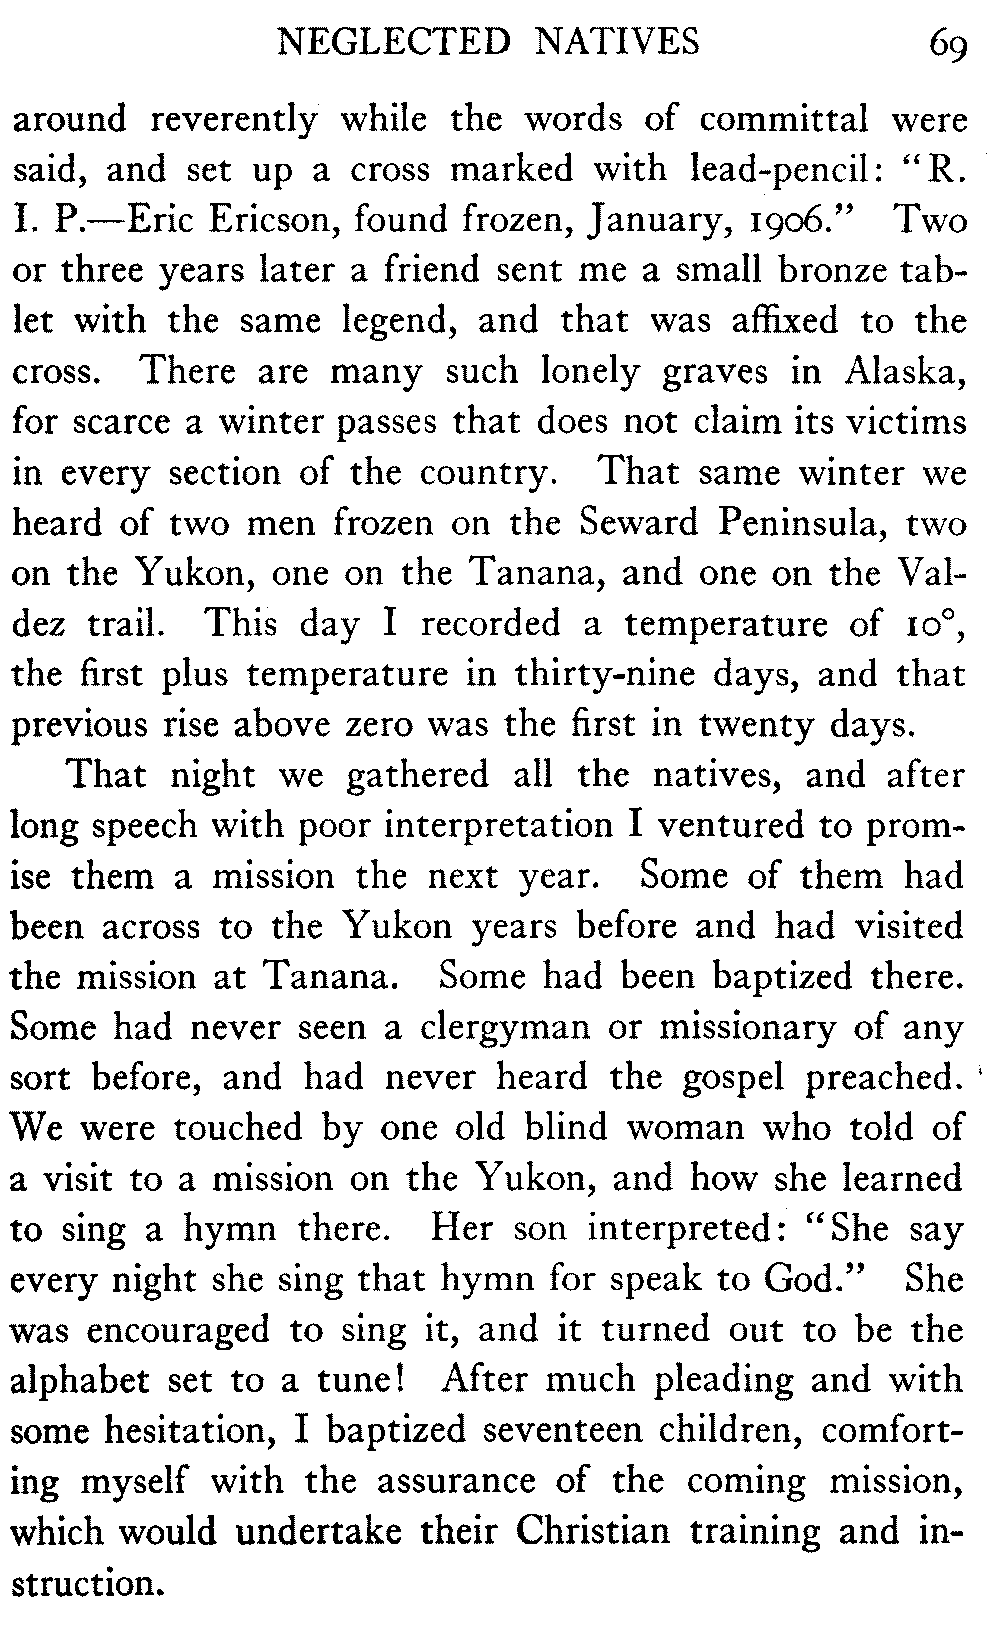 NEGLECTED NATIVES 69
around reverently while the words of committal were
said, and set up a cross marked with lead-pencil: "R.
I. P.—Eric Ericson, found frozen, January, 1906." Two
or three years later a friend sent me a small bronze tab-
let with the same legend, and that was affixed to the
cross. There are many such lonely graves in Alaska,
for scarce a winter passes that does not claim its victims
in every section of the country. That same winter we
heard of two men frozen on the Seward Peninsula, two
on the Yukon, one on the Tanana, and one on the Val-
dez trail. This day I recorded a temperature of 10°,
the first plus temperature in thirty-nine days, and that
previous rise above zero was the first in twenty days.
That night we gathered all the natives, and after
long speech with poor interpretation I ventured to prom-
ise them a mission the next year. Some of them had
been across to the Yukon years before and had visited
the mission at Tanana. Some had been baptized there.
Some had never seen a clergyman or missionary of any
sort before, and had never heard the gospel preached.
We were touched by one old blind woman who told of
a visit to a mission on the Yukon, and how she learned
to sing a hymn there. Her son interpreted: "She say
every night she sing that hymn for speak to God." She
was encouraged to sing it, and it turned out to be the
alphabet set to a tune! After much pleading and with
some hesitation, I baptized seventeen children, comfort-
ing myself with the assurance of the coming mission,
which would undertake their Christian training and in-
struction.